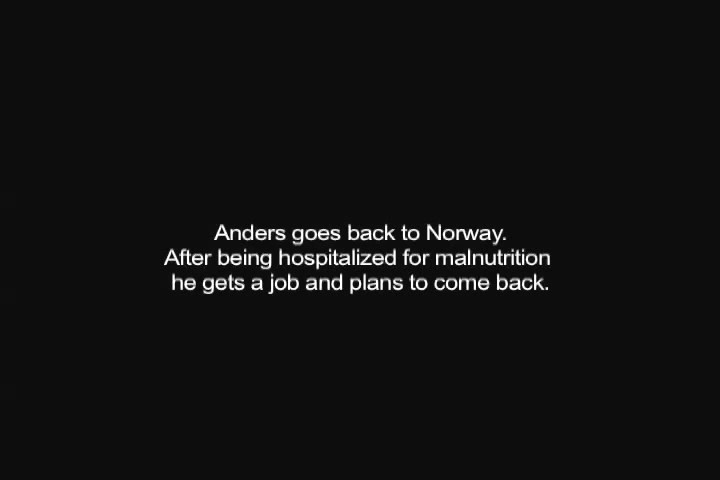 Anders goes back to Norway.
After being hospitalized for malnutrition
he gets a job and plans to come back.